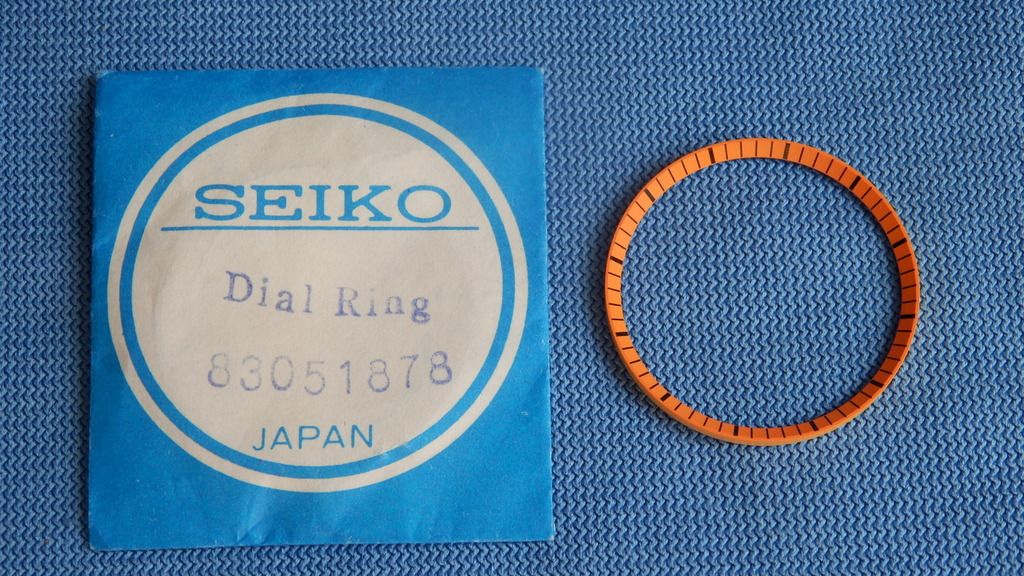 SEIKO
Dial Ring
83051878
JAPAN